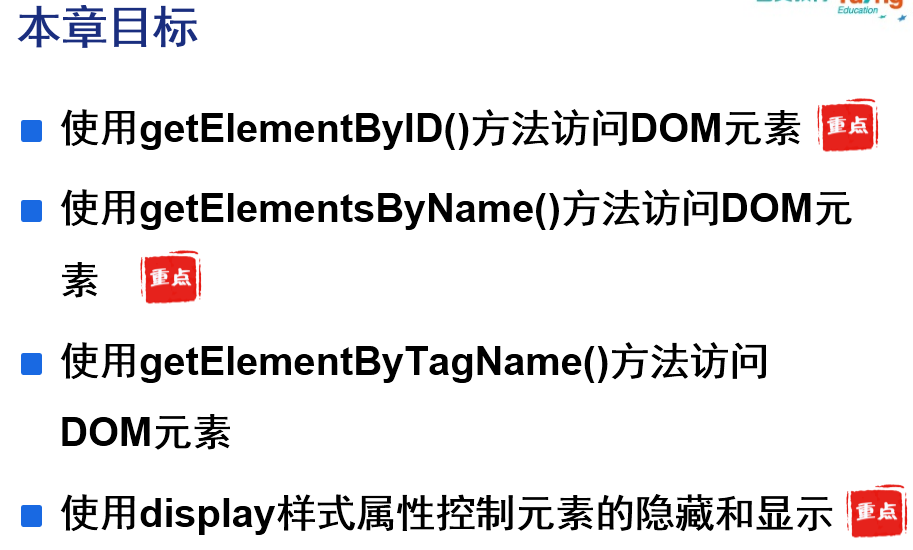 本章目标
Education
使用getElementByID()方法访问DOM元素 重点
使用getElementsByName()方法访问DOM元
素 重点
使用getElementByTagName()方法访问
DOM元素
使用display样式属性控制元素的隐藏和显示 重点